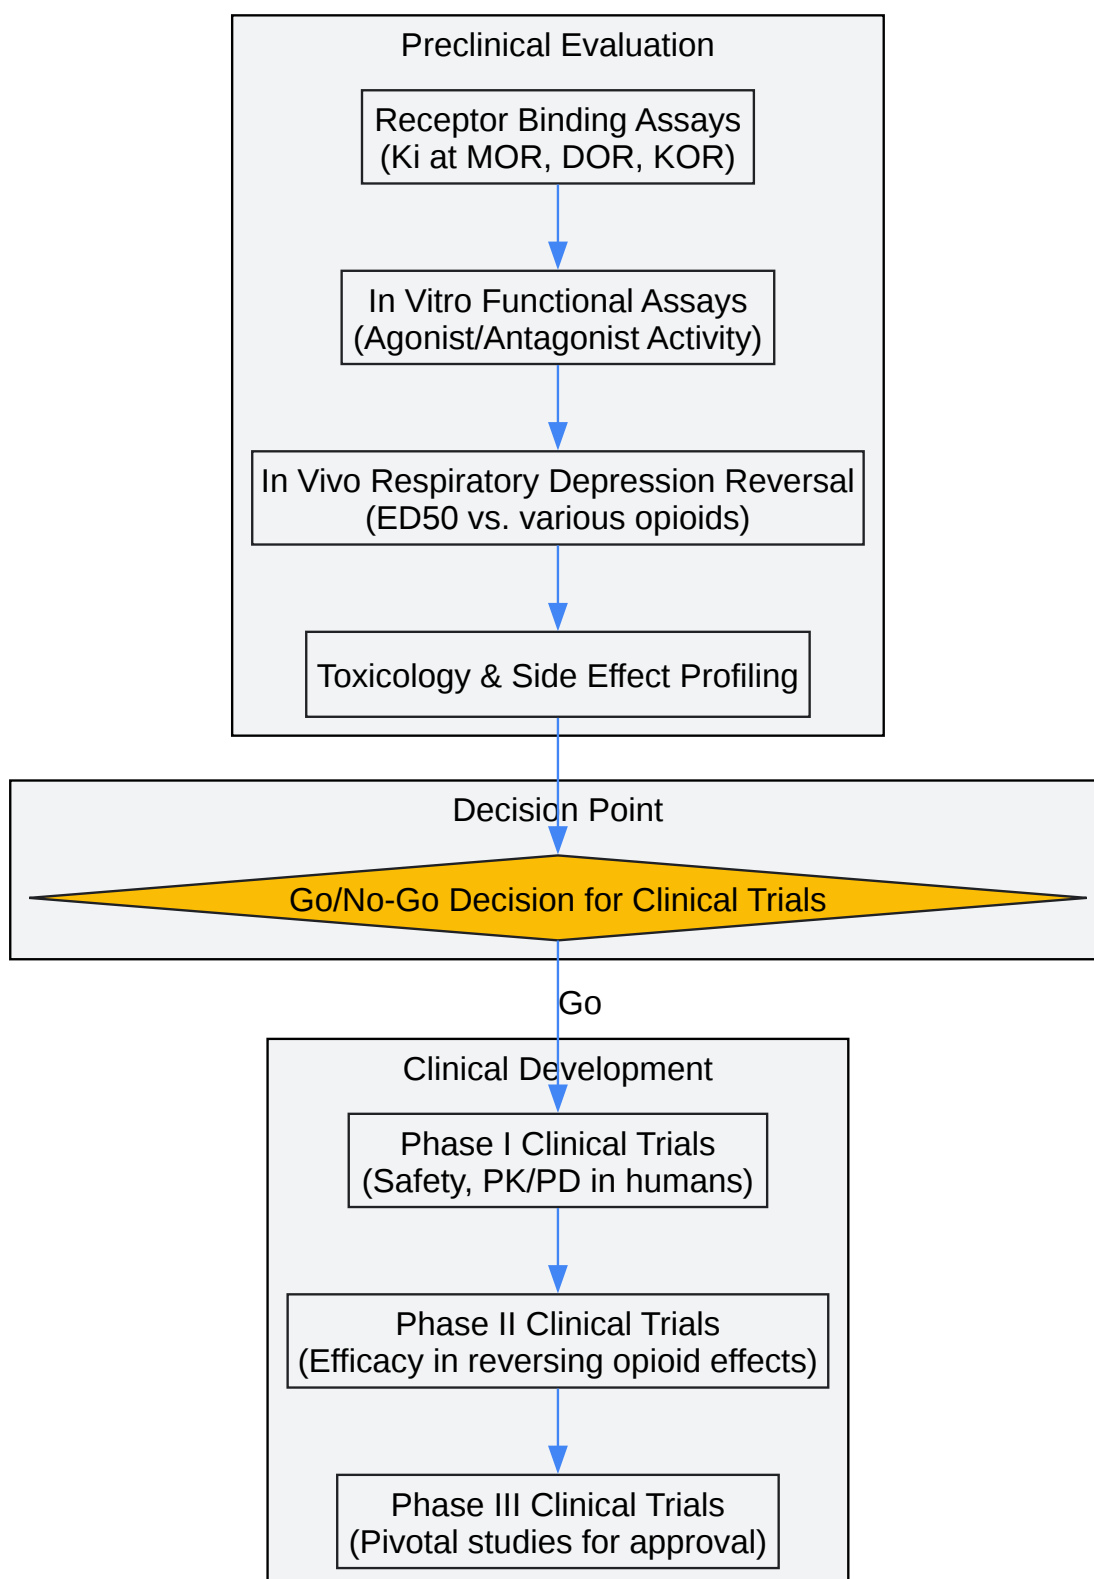 Preclinical Evaluation
Receptor Binding Assays
(Ki at MOR, DOR, KOR)
In Vitro Functional Assays
(Agonist/Antagonist Activity)
In Vivo Respiratory Depression Reversal
(ED50 vs. various opioids)
Toxicology & Side Effect Profiling
Decision Point
Go/No-Go Decision for Clinical Trials
Go
Clinical Development
Phase I Clinical Trials
(Safety, PK/PD in humans)
Phase II Clinical Trials
(Efficacy in reversing opioid effects)
Phase III Clinical Trials
(Pivotal studies for approval)